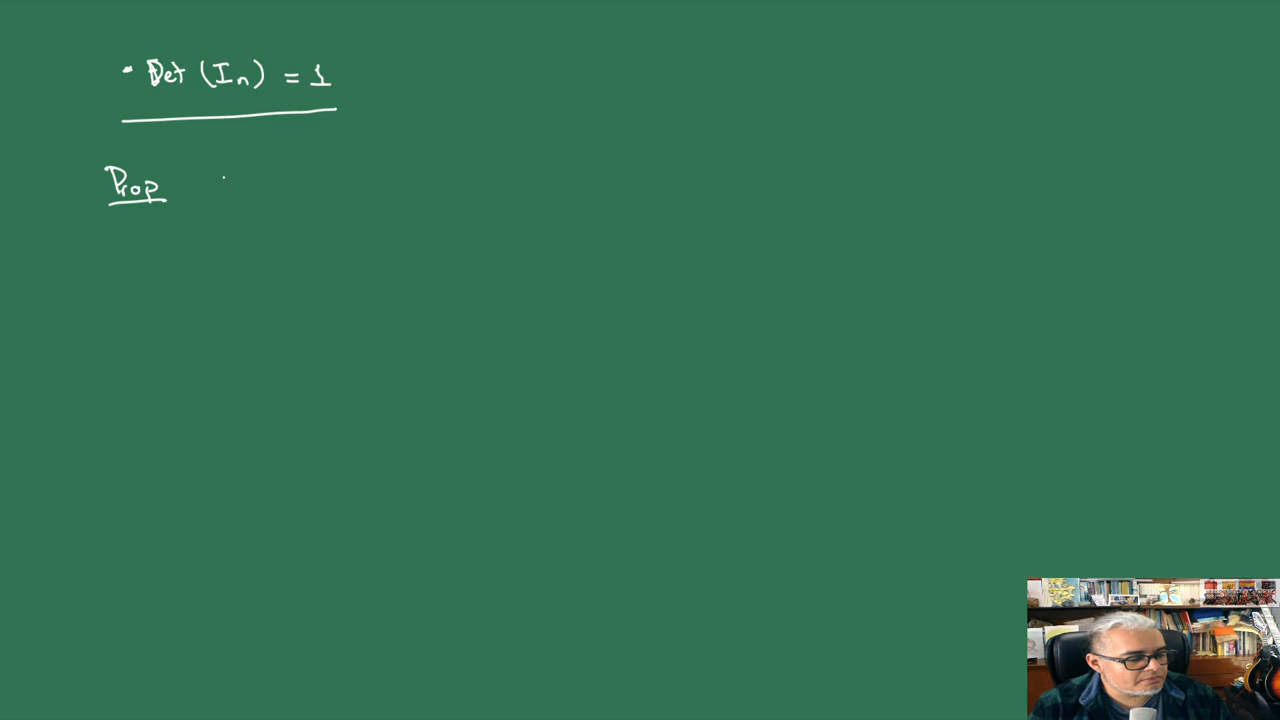 • Det (In) = 1
Prop